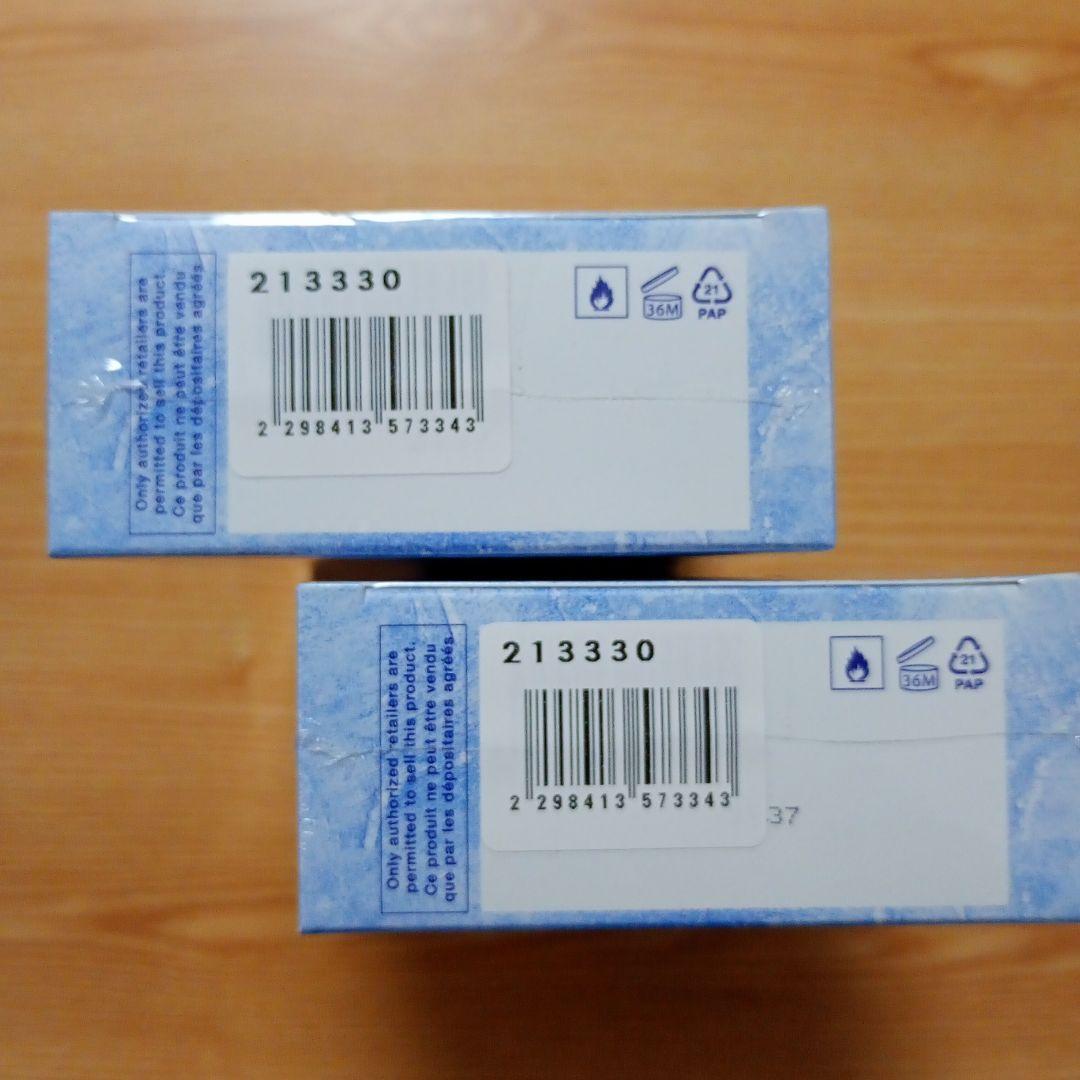 Only authorized retailers are
permitted to sell this product.
Ce produit ne peut être vendu
que par les dépositaires agréés.
213330
2 298413 573343
36M
21
PAP
Only authorized retailers are
permitted to sell this product.
Ce produit ne peut être vendu
que par les dépositaires agréés.
213330
2 298413 573343
37
36M
21
PAP